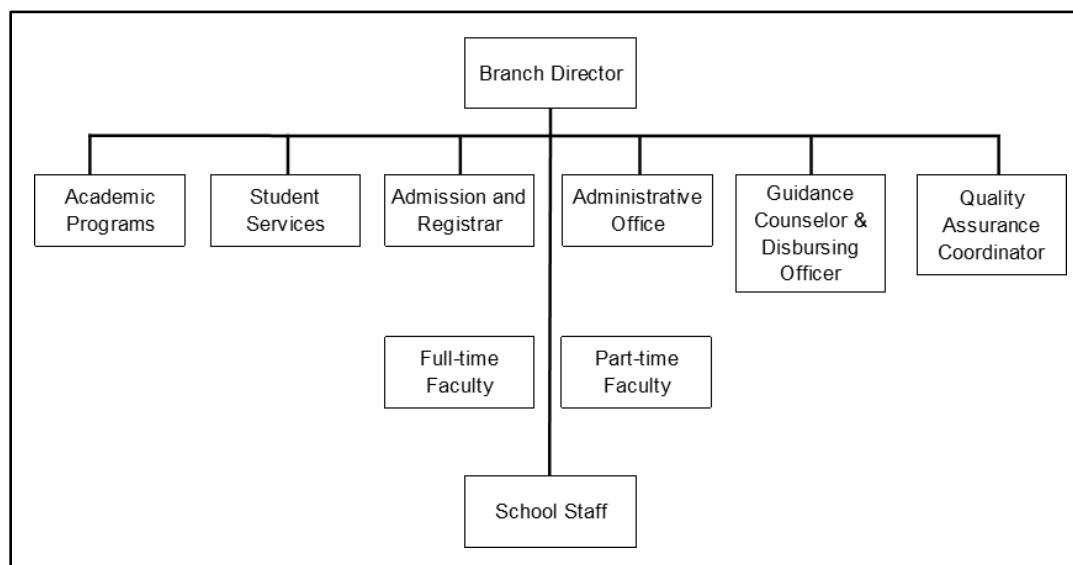 Branch Director
Academic
Programs
Student
Services
Admission and
Registrar
Administrative
Office
Guidance
Counselor &
Disbursing
Officer
Quality
Assurance
Coordinator
Full-time
Faculty
Part-time
Faculty
School Staff